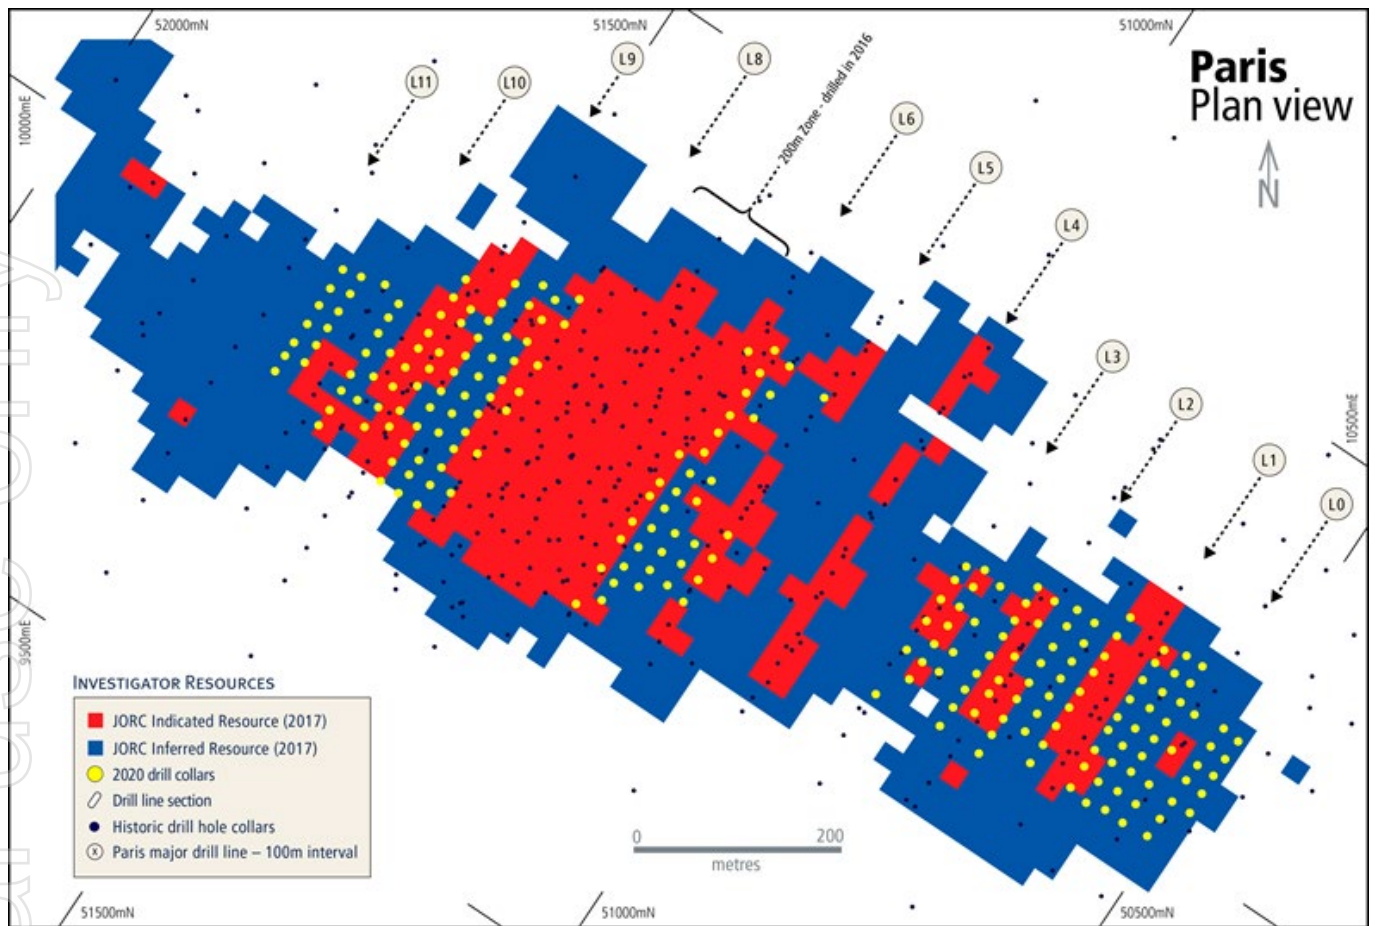 52000mN
51500mN
51000mN
Paris
Plan view
N
10000mE
L11
L10
L9
L8
200m Zone - drilled in 2016
L6
L5
L4
L3
L2
L1
L0
10500mE
9500mE
INVESTIGATOR RESOURCES
JORC Indicated Resource (2017)
JORC Inferred Resource (2017)
2020 drill collars
Drill line section
Historic drill hole collars
x Paris major drill line – 100m interval
0 200
metres
51500mN
51000mN
50500mN